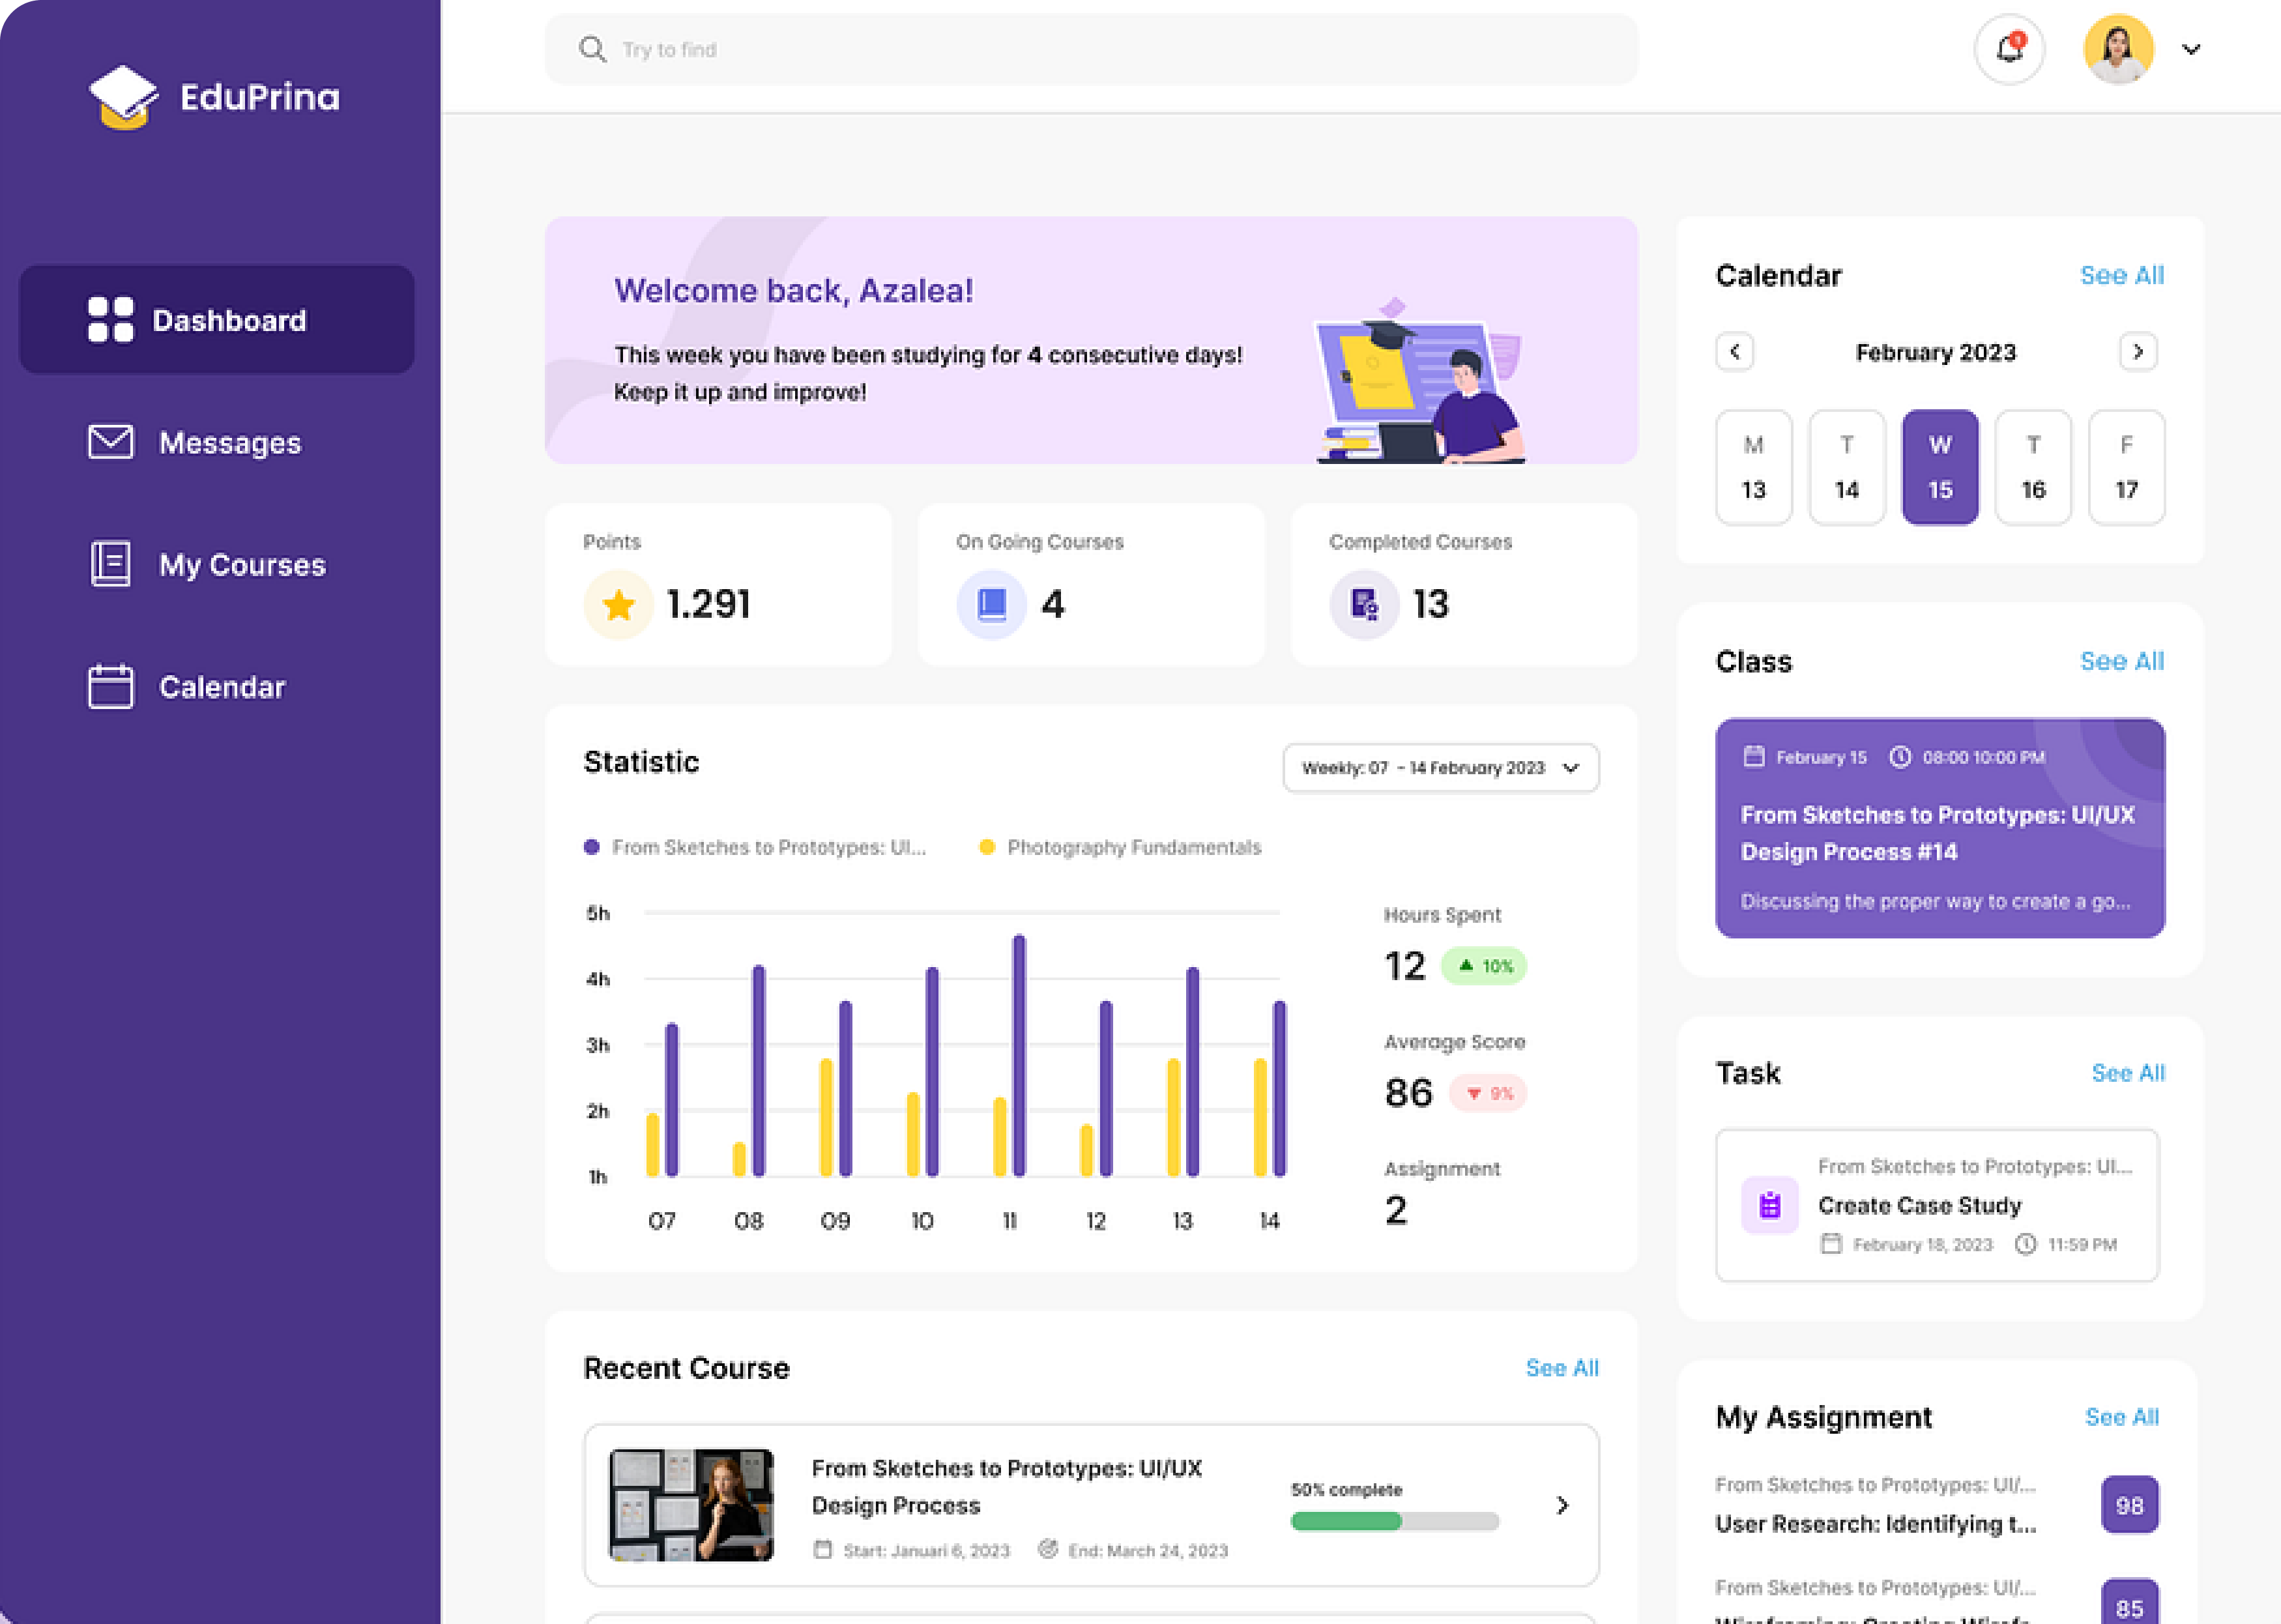 EduPrina
Dashboard
Messages
My Courses
Calendar
Try to find
1
Welcome back, Azalea!
This week you have been studying for 4 consecutive days!
Keep it up and improve!
Points
1.291
On Going Courses
4
Completed Courses
13
Statistic
Weekly: 07 - 14 February 2023
From Sketches to Prototypes: UI...
Photography Fundamentals
5h
4h
3h
2h
1h
07 08 09 10 11 12 13 14
Hours Spent
12 10%
Average Score
86 9%
Assignment
2
Recent Course
See All
From Sketches to Prototypes: UI/UX
Design Process
Start: Januari 6, 2023 End: March 24, 2023
50% complete
Calendar
See All
February 2023
M T W T F
13 14 15 16 17
Class
See All
February 15 08:00 10:00 PM
From Sketches to Prototypes: UI/UX
Design Process #14
Discussing the proper way to create a go...
Task
See All
From Sketches to Prototypes: UI...
Create Case Study
February 18, 2023 11:59 PM
My Assignment
See All
From Sketches to Prototypes: UI/...
User Research: Identifying t...
98
From Sketches to Prototypes: UI/...
85